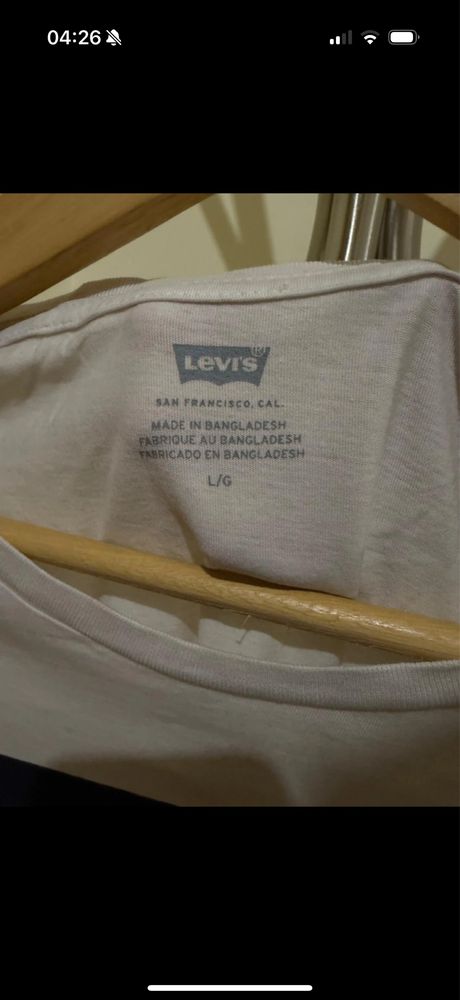 04:26
Levi's®
SAN FRANCISCO, CAL.
MADE IN BANGLADESH
FABRIQUE AU BANGLADESH
FABRICADO EN BANGLADESH
L/G